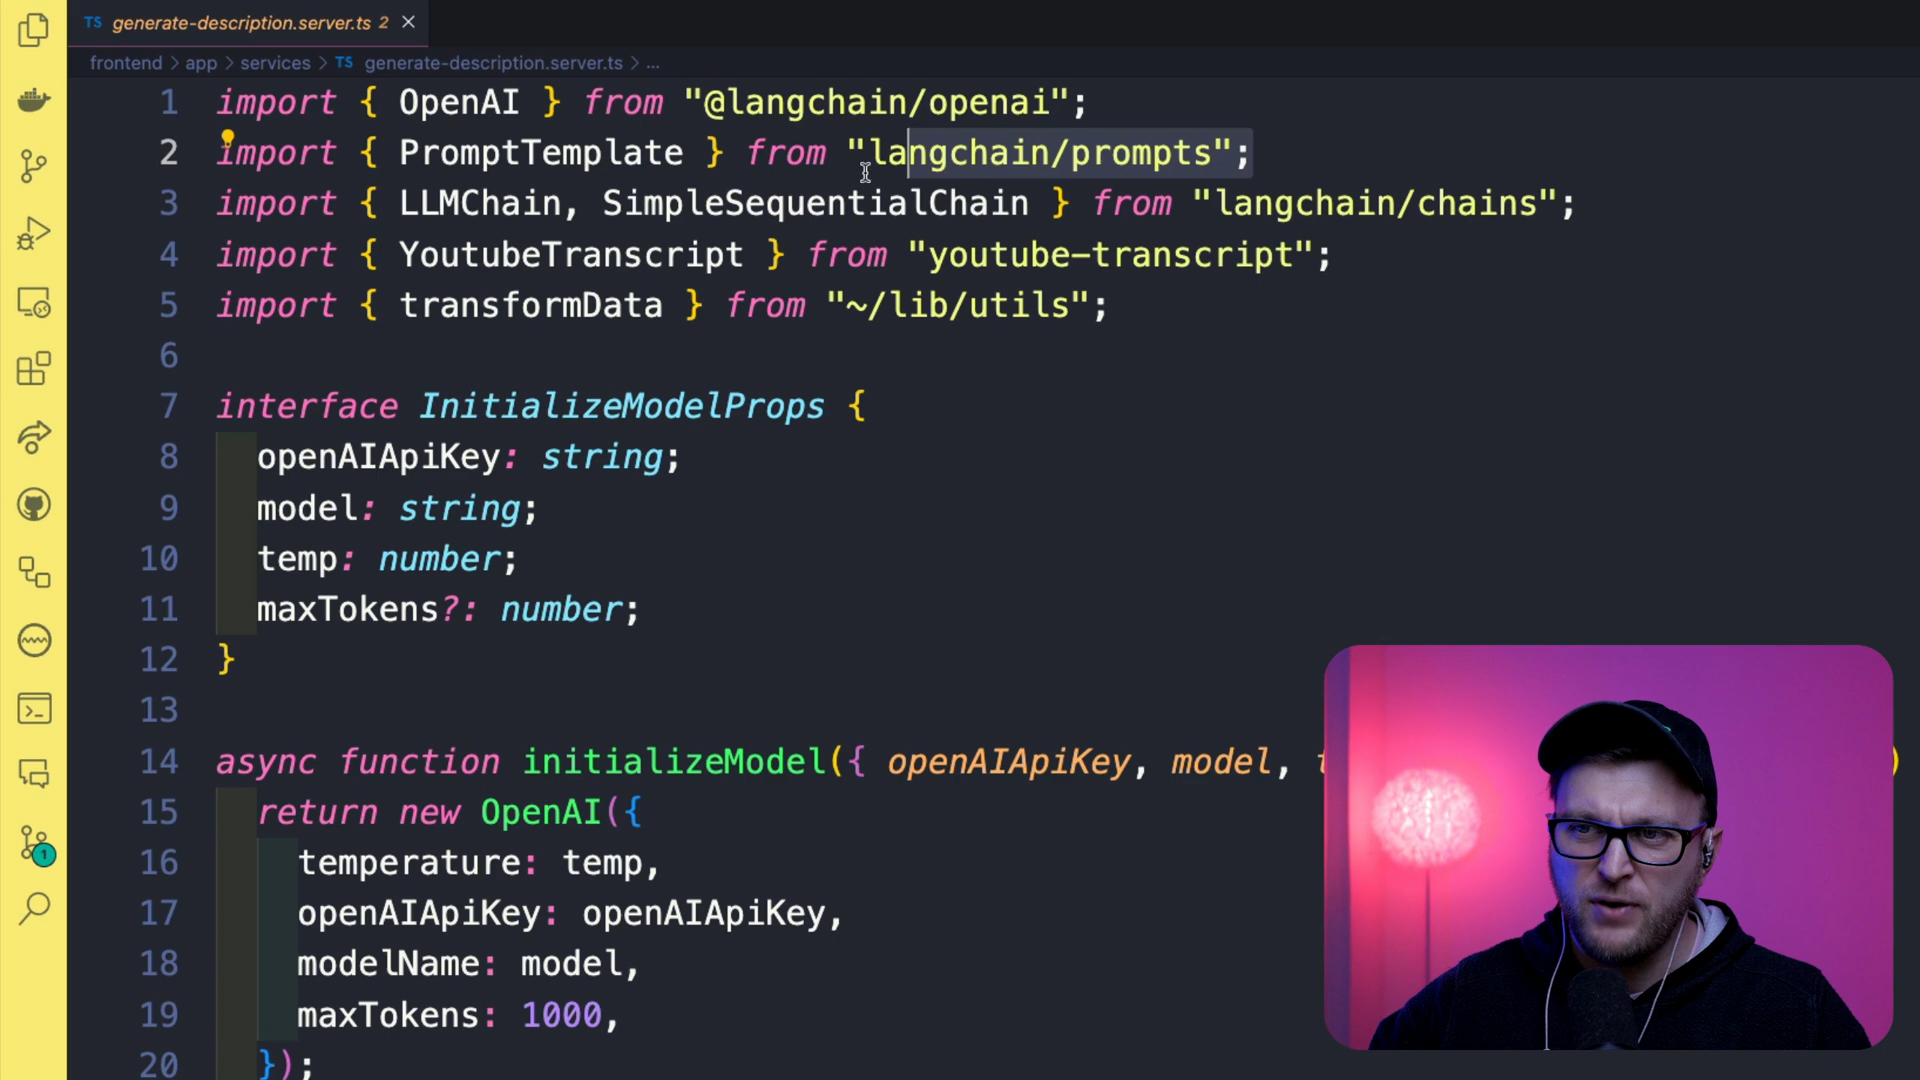 TS generate-description.server.ts 2
frontend > app > services > TS generate-description.server.ts > ...
1 import { OpenAI } from "@langchain/openai";
2 import { PromptTemplate } from "langchain/prompts";
3 import { LLMChain, SimpleSequentialChain } from "langchain/chains";
4 import { YoutubeTranscript } from "youtube-transcript";
5 import { transformData } from "~/lib/utils";
6
7 interface InitializeModelProps {
8 openAIApiKey: string;
9 model: string;
10 temp: number;
11 maxTokens?: number;
12 }
13
14 async function initializeModel({ openAIApiKey, model,
15 return new OpenAI({
16 temperature: temp,
17 openAIApiKey: openAIApiKey,
18 modelName: model,
19 maxTokens: 1000,
20 });
1